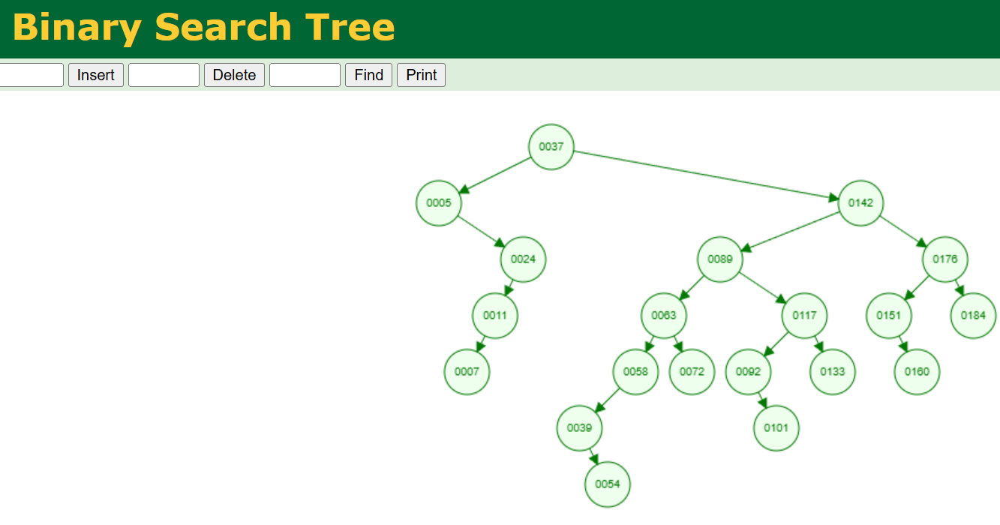 Binary Search Tree
Insert Delete Find Print
0037
0005 0142
0024 0089 0176
0011 0063 0117 0151 0184
0007 0058 0072 0092 0133 0160
0039 0101
0054